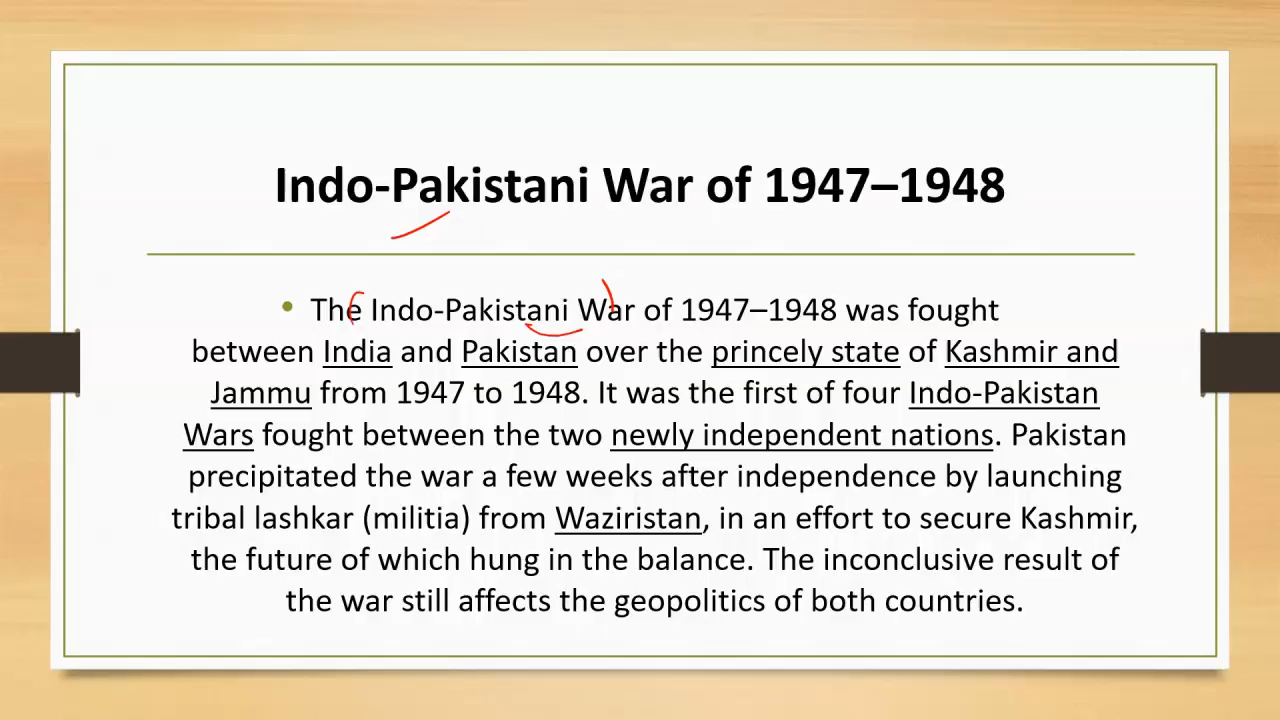 Indo-Pakistani War of 1947–1948
• The Indo-Pakistani War of 1947–1948 was fought
between India and Pakistan over the princely state of Kashmir and
Jammu from 1947 to 1948. It was the first of four Indo-Pakistan
Wars fought between the two newly independent nations. Pakistan
precipitated the war a few weeks after independence by launching
tribal lashkar (militia) from Waziristan, in an effort to secure Kashmir,
the future of which hung in the balance. The inconclusive result of
the war still affects the geopolitics of both countries.